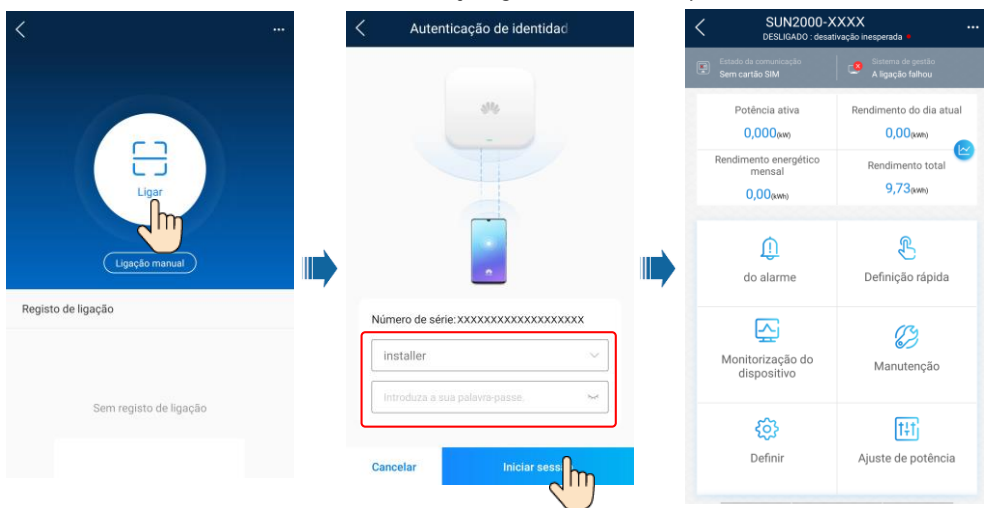 Ligar
Ligação manual
Registo de ligação
Sem registo de ligação
Autenticação de identidad
Número de série:XXXXXXXXXXXXXXXXXXX
installer
Introduza a sua palavra-passe.
Cancelar
Iniciar sess
SUN2000-XXXX
DESLIGADO : desativação inesperada
Estado da comunicação
Sem cartão SIM
Sistema de gestão
A ligação falhou
Potência ativa
0,000(kW)
Rendimento do dia atual
0,00(kWh)
Rendimento energético
mensal
0,00(kWh)
Rendimento total
9,73(kWh)
do alarme
Definição rápida
Monitorização do
dispositivo
Manutenção
Definir
Ajuste de potência